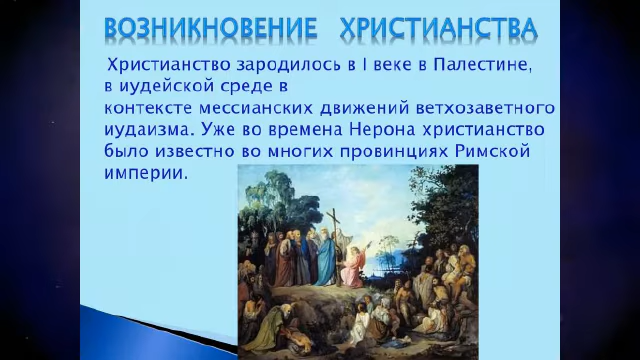 ВОЗНИКНОВЕНИЕ ХРИСТИАНСТВА
Христианство зародилось в I веке в Палестине,
в иудейской среде в
контексте мессианских движений ветхозаветного
иудаизма. Уже во времена Нерона христианство
было известно во многих провинциях Римской
империи.